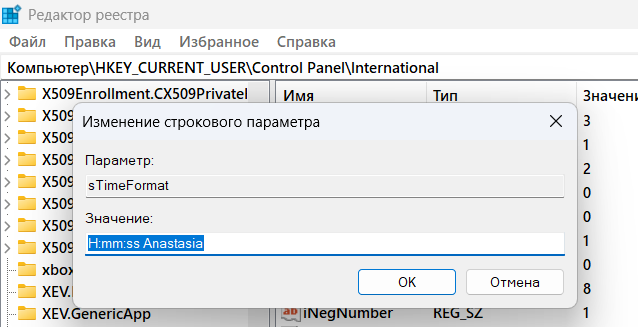 Редактор реестра
Файл Правка Вид Избранное Справка
Компьютер\HKEY_CURRENT_USER\Control Panel\International
X509Enrollment.CX509PrivateI
Имя Тип Значени
X509
X509
X509
X509
X509
X509
X509
xbox
XEV.
XEV.GenericApp
Изменение строкового параметра
Параметр:
sTimeFormat
Значение:
H:mm:ss Anastasia
OK Отмена
3
1
2
0
0
1
0
8
iNegNumber REG_SZ 1